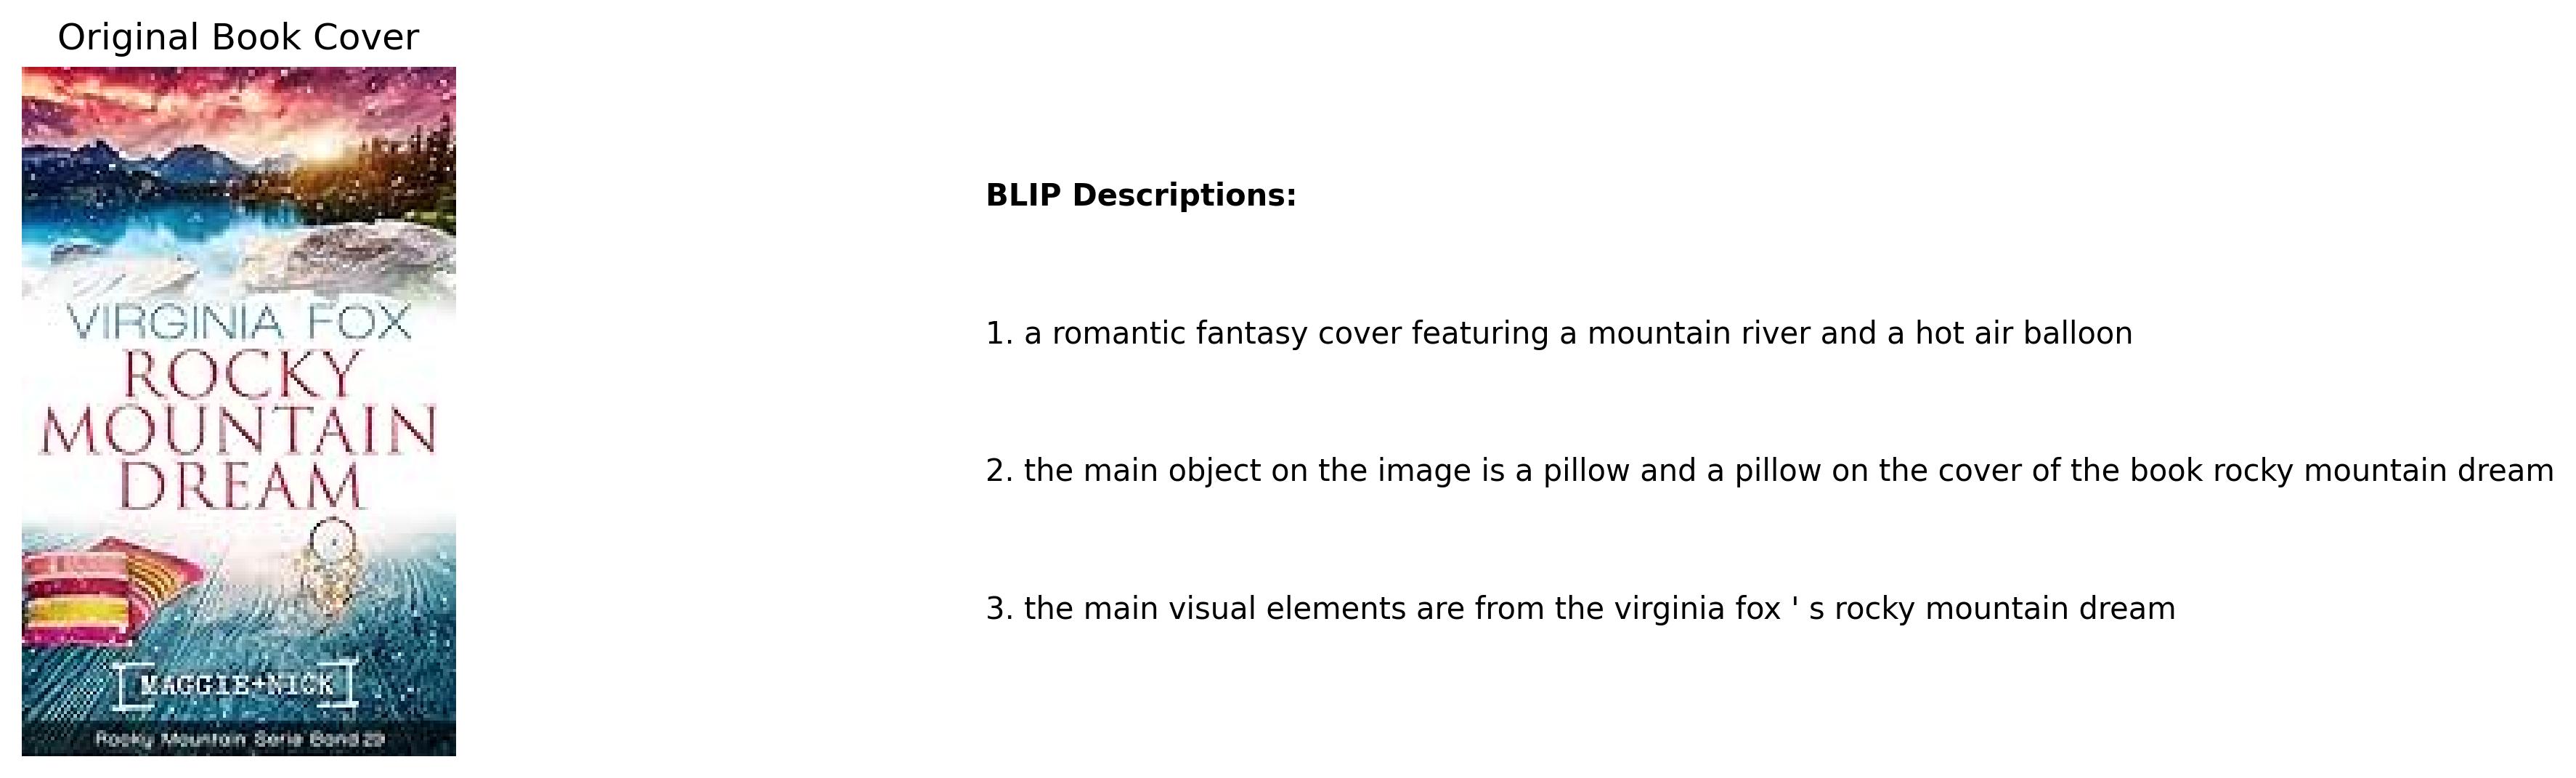 Original Book Cover
VIRGINIA FOX
ROCKY
MOUNTAIN
DREAM
[MAGGIE+NICK]
Rocky Mountain Serie Band 23
BLIP Descriptions:
1. a romantic fantasy cover featuring a mountain river and a hot air balloon
2. the main object on the image is a pillow and a pillow on the cover of the book rocky mountain dream
3. the main visual elements are from the virginia fox ' s rocky mountain dream